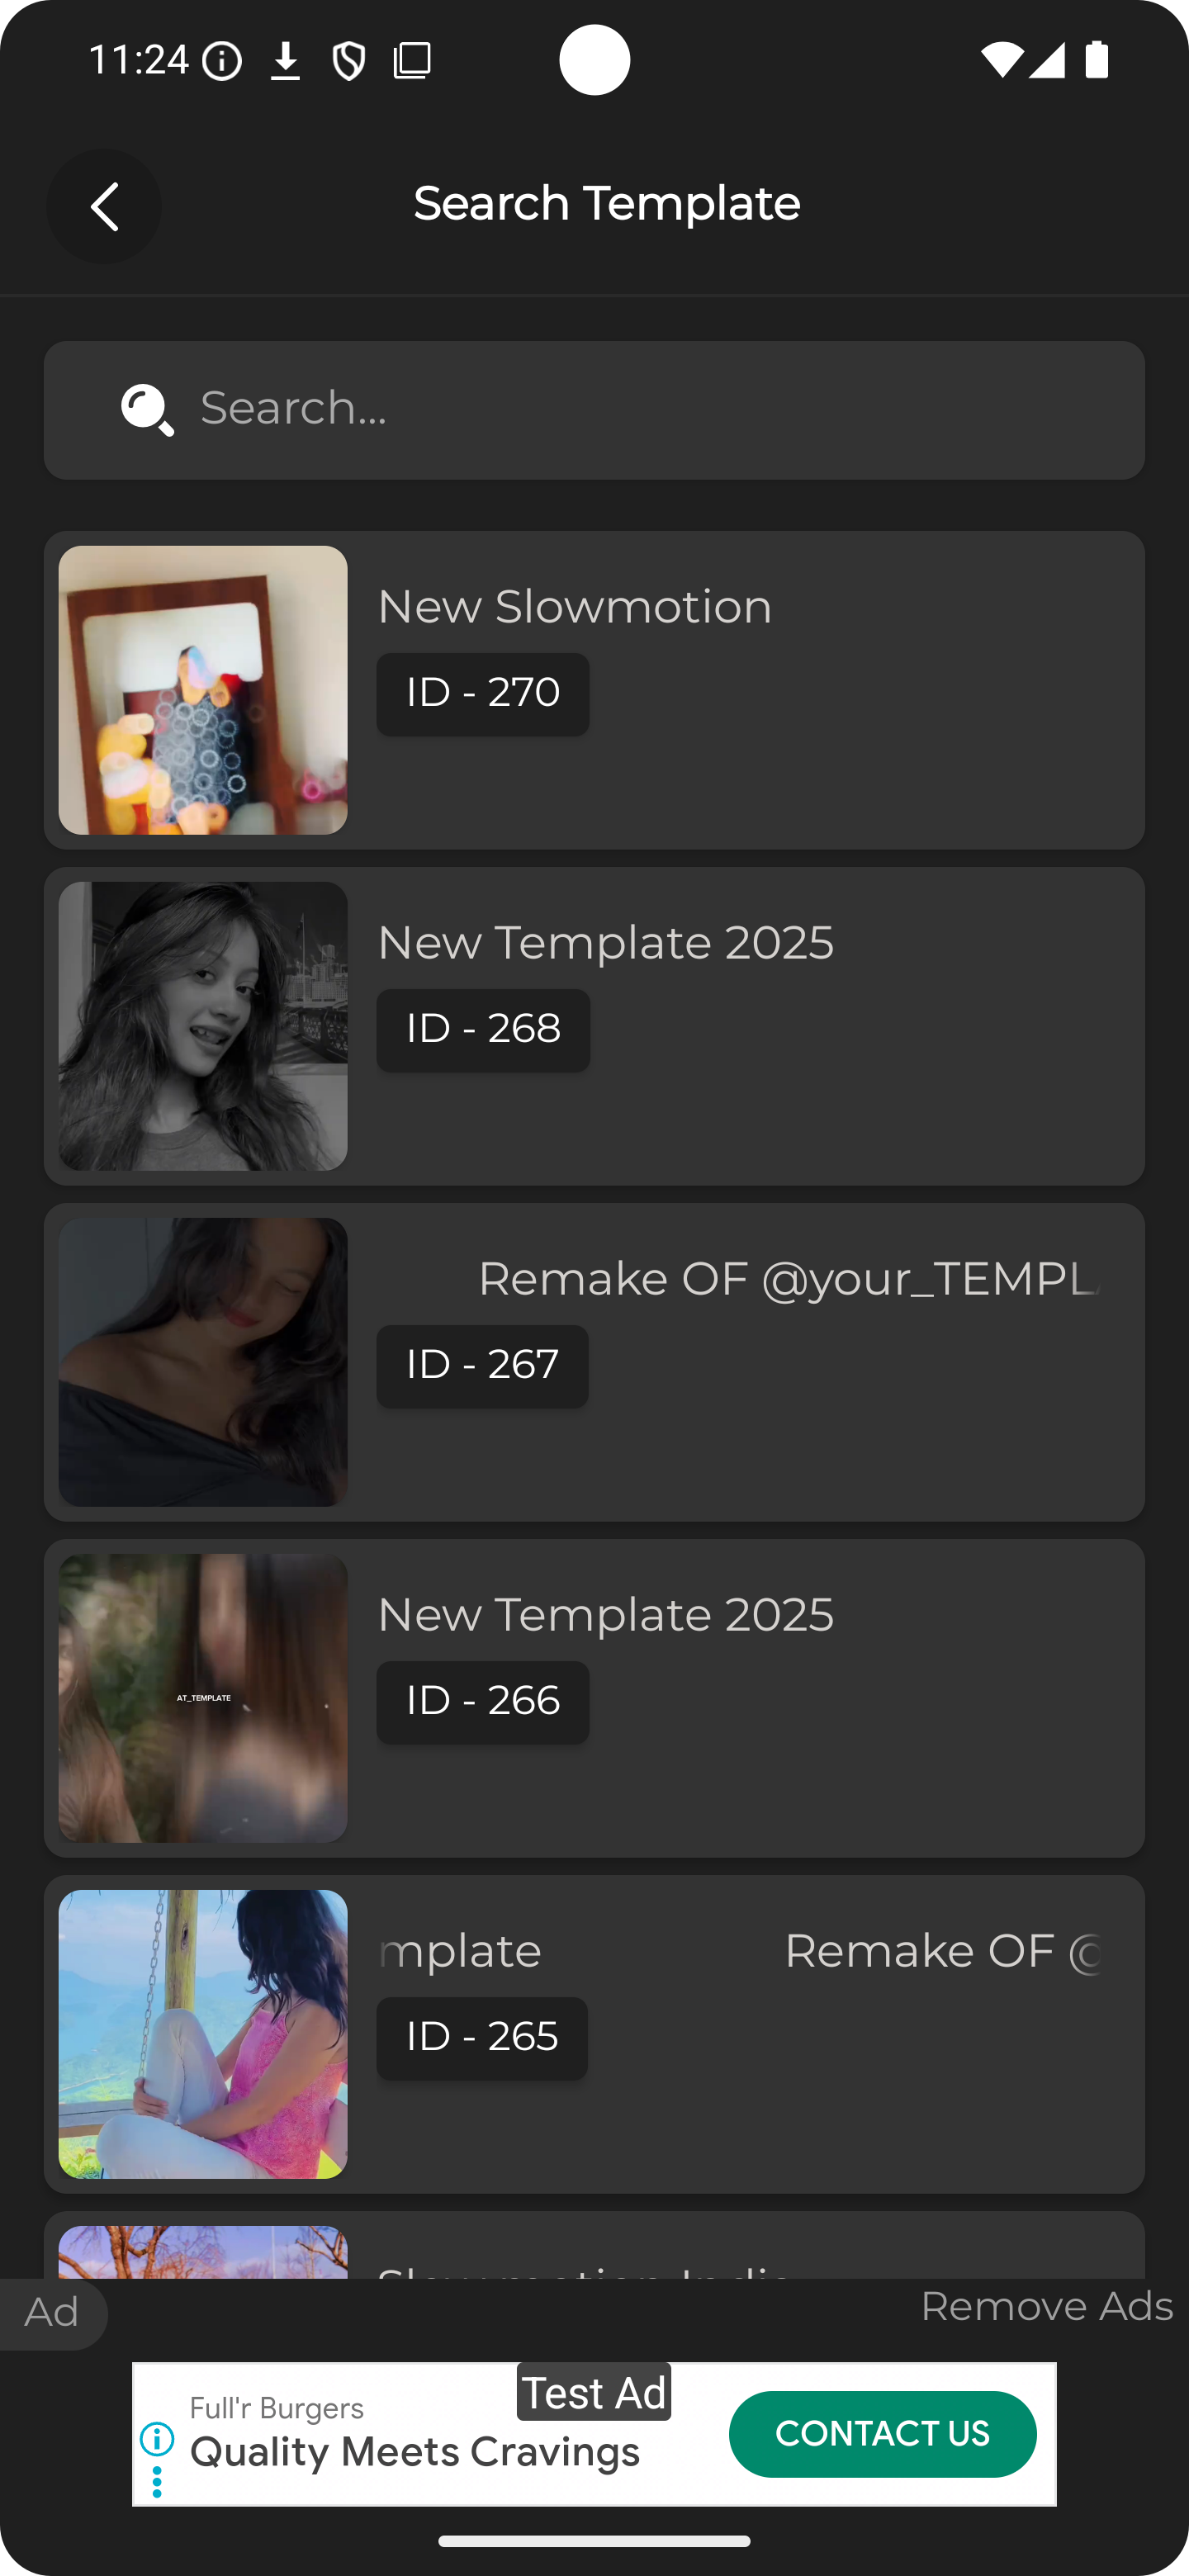 11:24
Search Template
Search...
New Slowmotion
ID - 270
New Template 2025
ID - 268
Remake OF @your_TEMPL
ID - 267
New Template 2025
AT_TEMPLATE
ID - 266
mplate Remake OF @
ID - 265
Ad
Remove Ads
Test Ad
Full'r Burgers
Quality Meets Cravings
CONTACT US